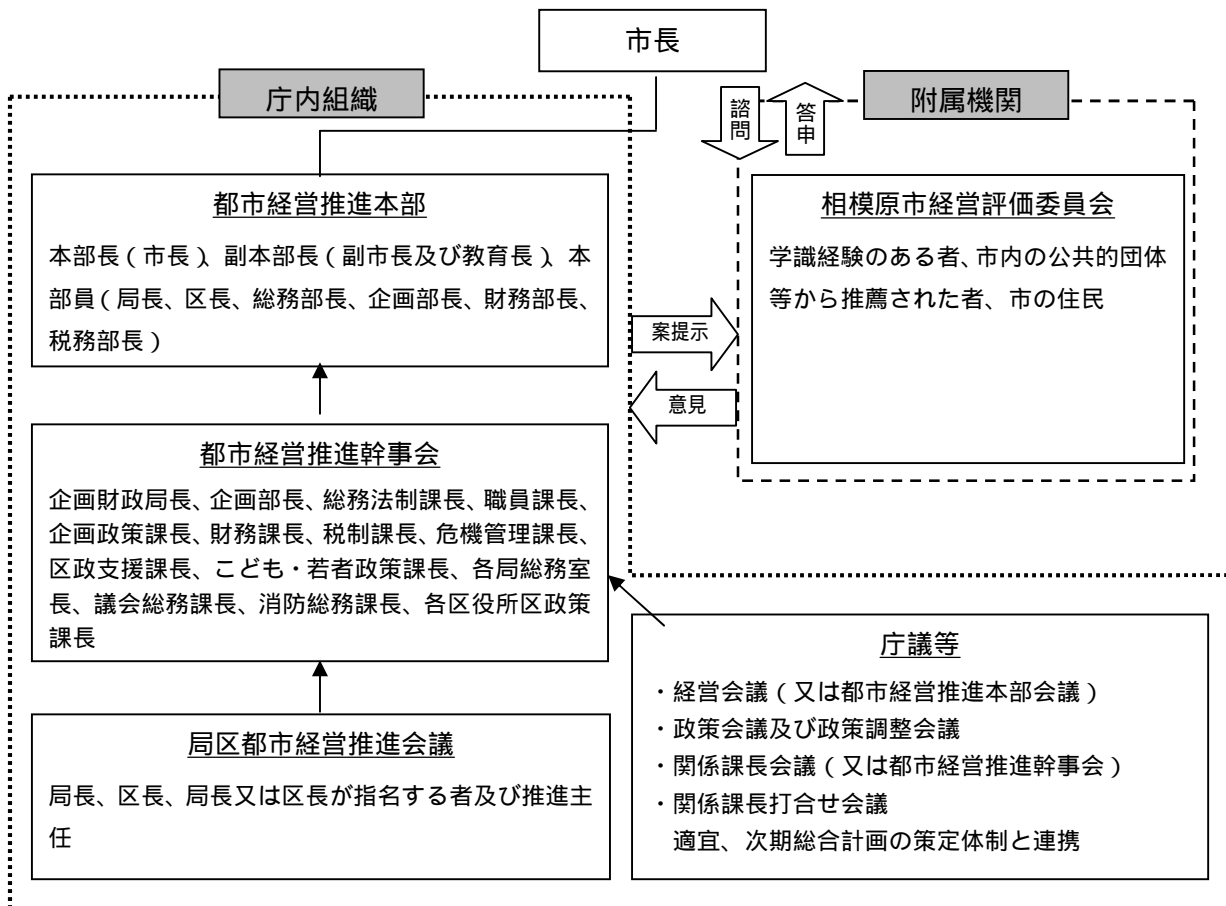 市長
庁内組織
諮問
答申
附属機関
都市経営推進本部
本部長(市長)、副本部長(副市長及び教育長)、本
部員(局長、区長、総務部長、企画部長、財務部長、
税務部長)
相模原市経営評価委員会
学識経験のある者、市内の公共的団体
等から推薦された者、市の住民
案提示
意見
都市経営推進幹事会
企画財政局長、企画部長、総務法制課長、職員課長、
企画政策課長、財務課長、税制課長、危機管理課長、
区政支援課長、こども・若者政策課長、各局総務室
長、議会総務課長、消防総務課長、各区役所区政策
課長
局区都市経営推進会議
局長、区長、局長又は区長が指名する者及び推進主
任
庁議等
・経営会議(又は都市経営推進本部会議)
・政策会議及び政策調整会議
・関係課長会議(又は都市経営推進幹事会)
・関係課長打合せ会議
適宜、次期総合計画の策定体制と連携